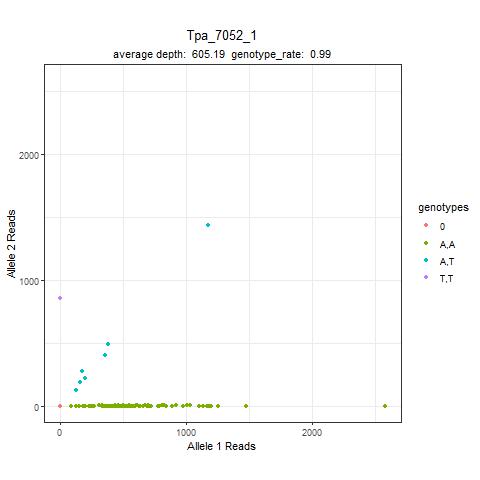 Tpa_7052_1
average depth: 605.19 genotype_rate: 0.99
Allele 2 Reads
2000
1000
0
0 1000 2000
Allele 1 Reads
genotypes
0
A,A
A,T
T,T